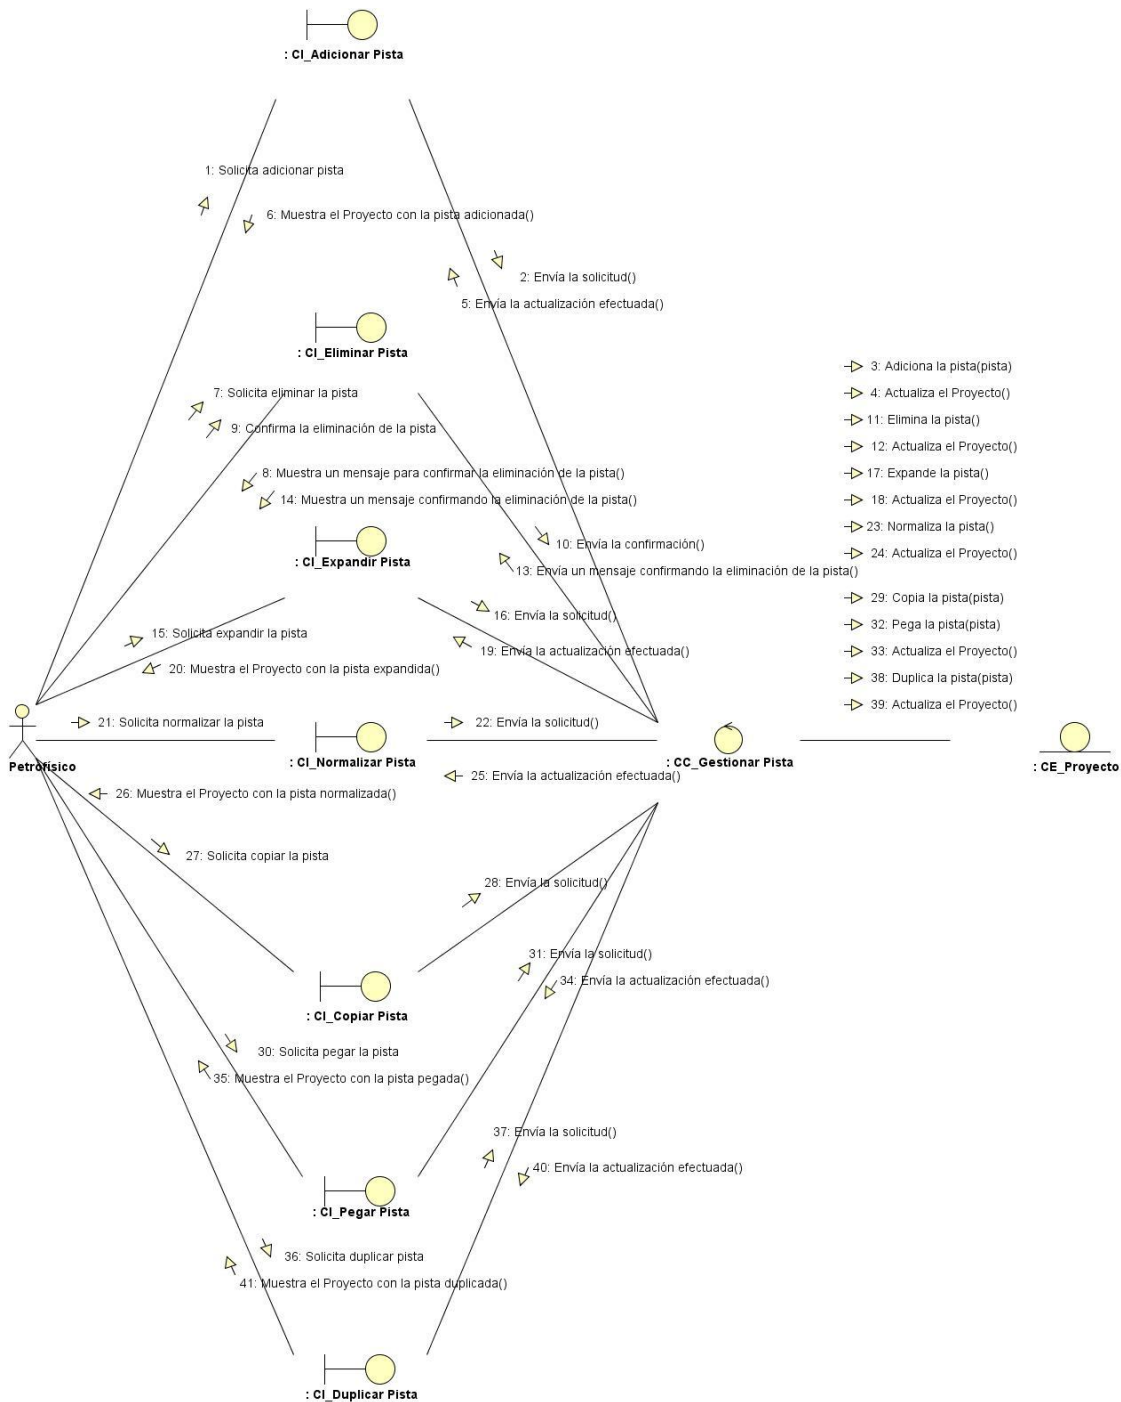 : CI_Adicionar Pista
1: Solicita adicionar pista
6: Muestra el Proyecto con la pista adicionada()
2: Envía la solicitud()
5: Envía la actualización efectuada()
: CI_Eliminar Pista
3: Adiciona la pista(pista)
4: Actualiza el Proyecto()
7: Solicita eliminar la pista
11: Elimina la pista()
9: Confirma la eliminación de la pista
12: Actualiza el Proyecto()
8: Muestra un mensaje para confirmar la eliminación de la pista()
17: Expande la pista()
14: Muestra un mensaje confirmando la eliminación de la pista()
18: Actualiza el Proyecto()
23: Normaliza la pista()
10: Envía la confirmación()
24: Actualiza el Proyecto()
: CI_Expandir Pista
13: Envía un mensaje confirmando la eliminación de la pista()
29: Copia la pista(pista)
16: Envía la solicitud()
32: Pega la pista(pista)
15: Solicita expandir la pista
19: Envía la actualización efectuada()
33: Actualiza el Proyecto()
20: Muestra el Proyecto con la pista expandida()
38: Duplica la pista(pista)
39: Actualiza el Proyecto()
21: Solicita normalizar la pista
22: Envía la solicitud()
Petrofísico
: CI_Normalizar Pista
: CC_Gestionar Pista
: CE_Proyecto
25: Envía la actualización efectuada()
26: Muestra el Proyecto con la pista normalizada()
27: Solicita copiar la pista
28: Envía la solicitud()
31: Envía la solicitud()
34: Envía la actualización efectuada()
: CI_Copiar Pista
30: Solicita pegar la pista
35: Muestra el Proyecto con la pista pegada()
37: Envía la solicitud()
40: Envía la actualización efectuada()
: CI_Pegar Pista
36: Solicita duplicar pista
41: Muestra el Proyecto con la pista duplicada()
: CI_Duplicar Pista